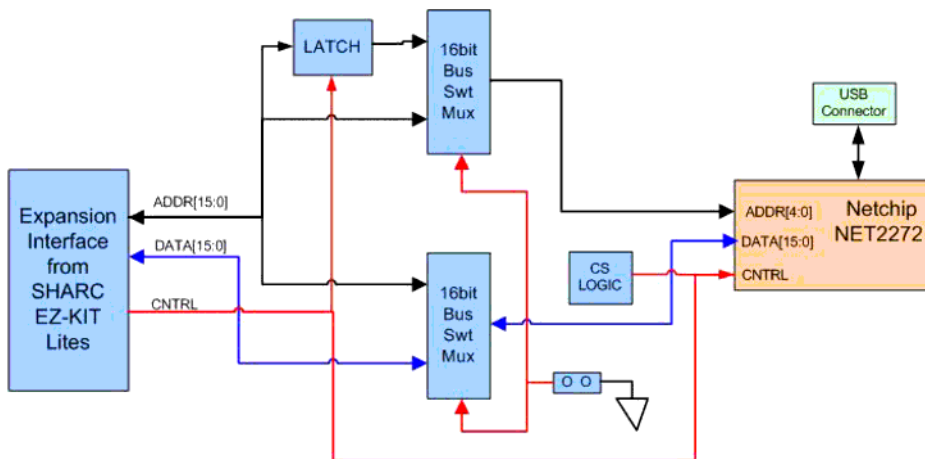 LATCH
16bit
Bus
Swt
Mux
USB
Connector
Expansion
Interface
from
SHARC
EZ-KIT
Lites
ADDR[15:0]
DATA[15:0]
CNTRL
16bit
Bus
Swt
Mux
CS
LOGIC
ADDR[4:0]
DATA[15:0]
CNTRL
Netchip
NET2272